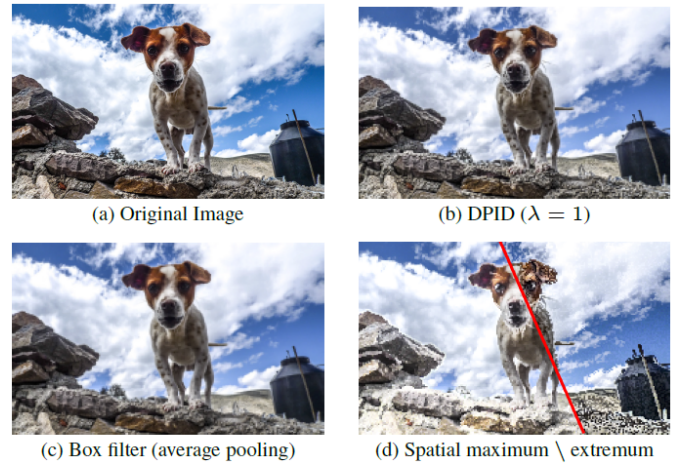 (a) Original Image
(b) DPID (λ = 1)
(c) Box filter (average pooling)
(d) Spatial maximum \ extremum